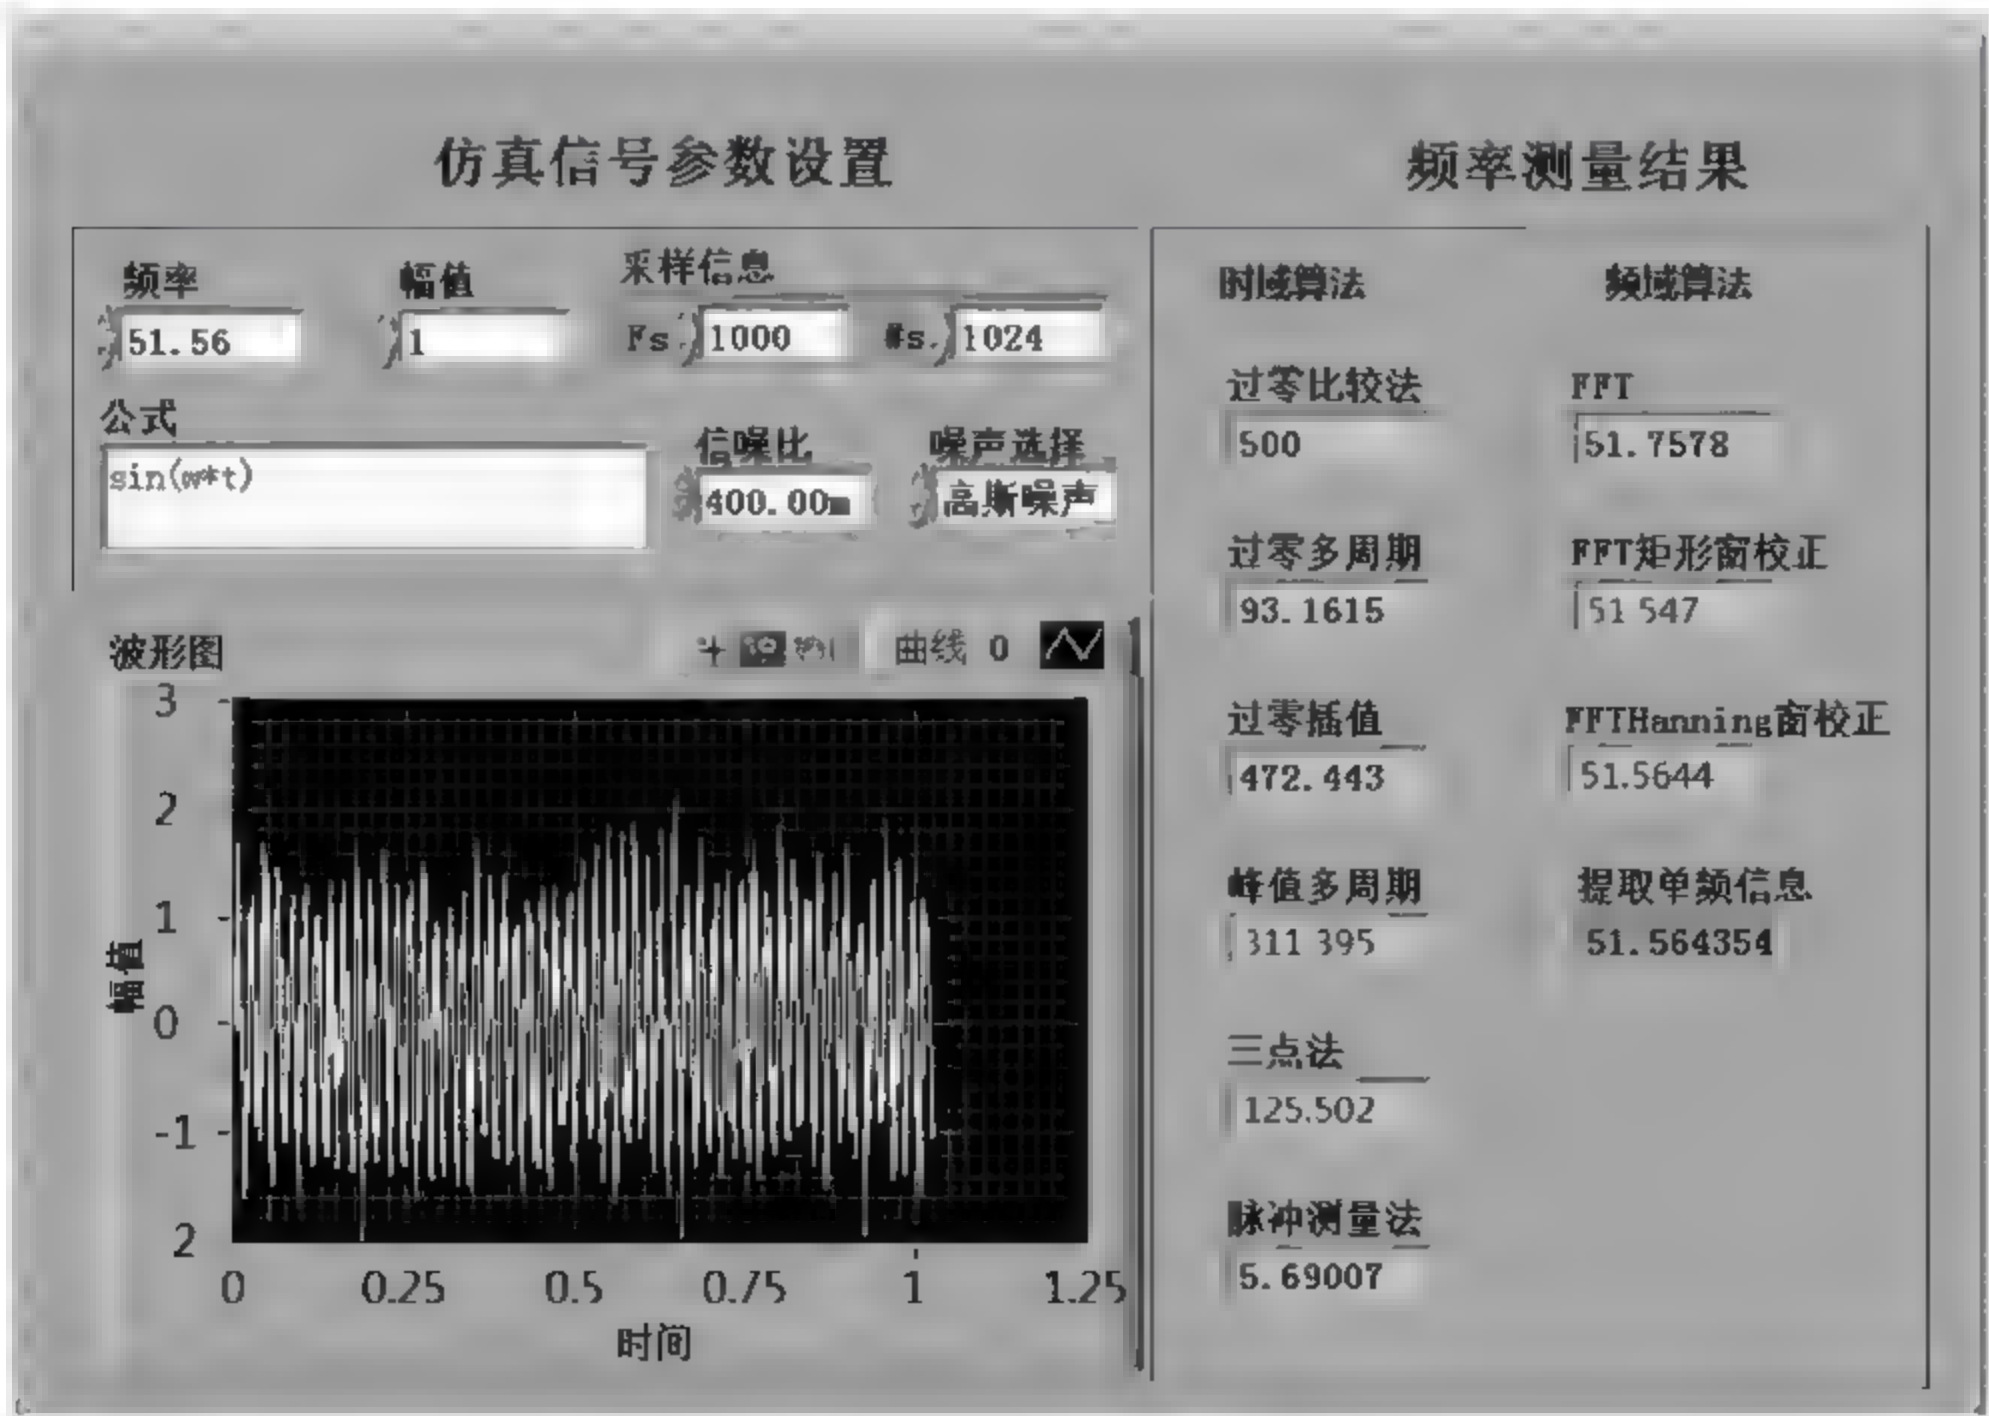 仿真信号参数设置
频率测量结果
频率
幅值
采样信息
51.56
1
Fs
1000
#s
1024
公式
sin(w*t)
信噪比
400.00m
噪声选择
高斯噪声
波形图
曲线 0
3
2
1
0
-1
2
幅值
0
0.25
0.5
0.75
1
1.25
时间
时域算法
频域算法
过零比较法
FFT
500
51.7578
过零多周期
FFT矩形窗校正
93.1615
51 547
过零插值
FFTHanning窗校正
472.443
51.5644
峰值多周期
提取单频信息
311 395
51.564354
三点法
125.502
脉冲测量法
5.69007